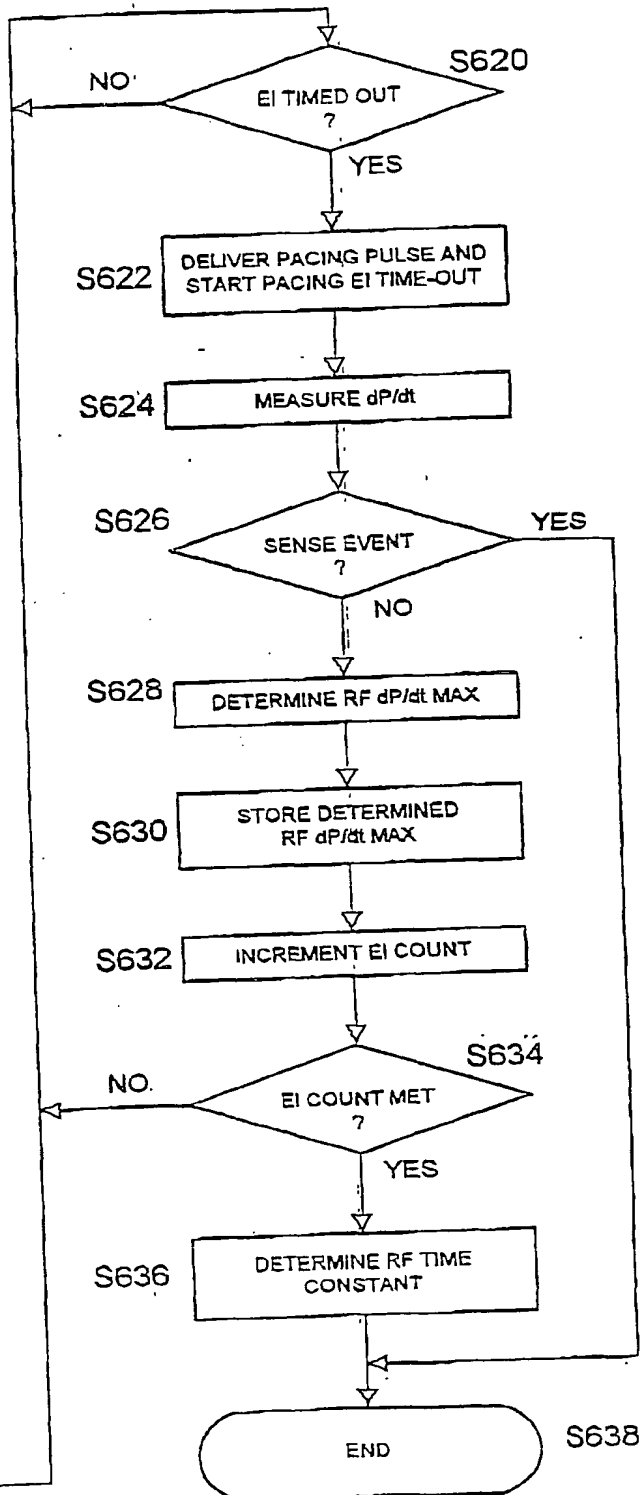 S620
NO
EI TIMED OUT
?
YES
S622
DELIVER PACING PULSE AND
START PACING EI TIME-OUT
S624
MEASURE dP/dt
S626
SENSE EVENT
?
YES
NO
S628
DETERMINE RF dP/dt MAX
S630
STORE DETERMINED
RF dP/dt MAX
S632
INCREMENT EI COUNT
S634
NO
EI COUNT MET
?
YES
S636
DETERMINE RF TIME
CONSTANT
END
S638